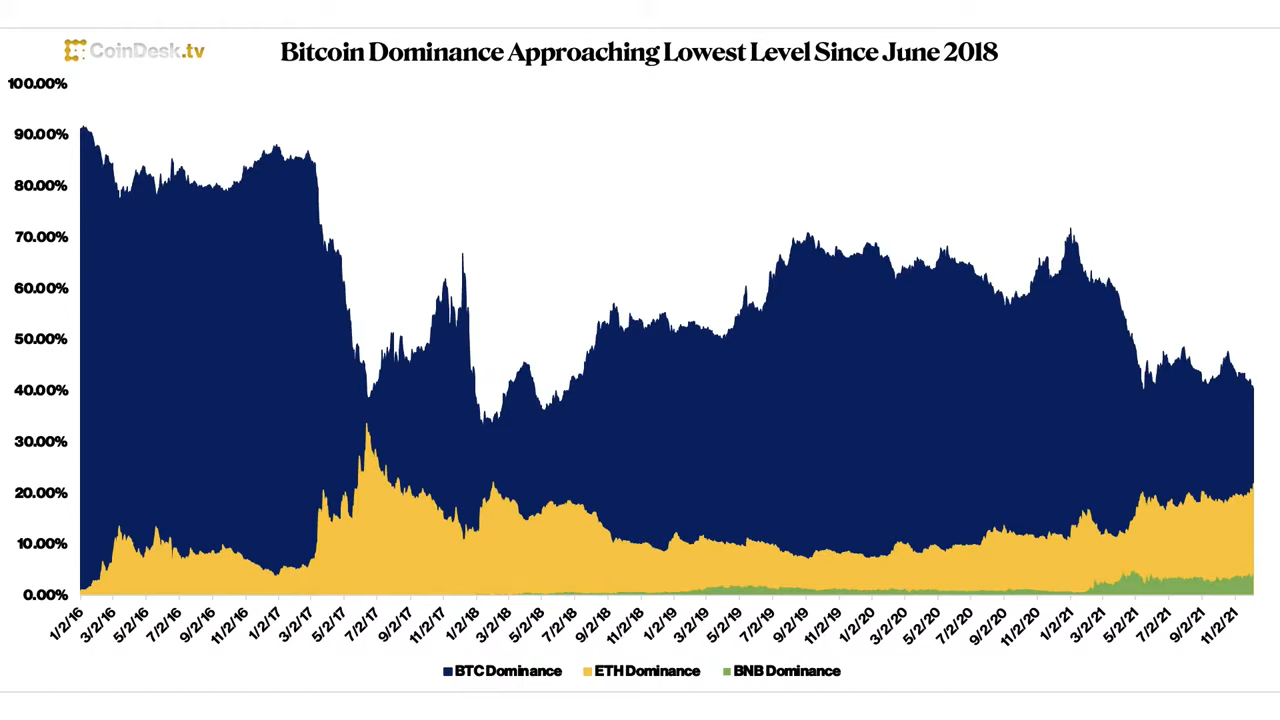 CoinDesk.tv
Bitcoin Dominance Approaching Lowest Level Since June 2018
100.00%
90.00%
80.00%
70.00%
60.00%
50.00%
40.00%
30.00%
20.00%
10.00%
0.00%
1/2/16 3/2/16 5/2/16 7/2/16 9/2/16 11/2/16 1/2/17 3/2/17 5/2/17 7/2/17 9/2/17 11/2/17 1/2/18 3/2/18 5/2/18 7/2/18 9/2/18 11/2/18 1/2/19 3/2/19 5/2/19 7/2/19 9/2/19 11/2/19 1/2/20 3/2/20 5/2/20 7/2/20 9/2/20 11/2/20 1/2/21 3/2/21 5/2/21 7/2/21 9/2/21 11/2/21
BTC Dominance ETH Dominance BNB Dominance